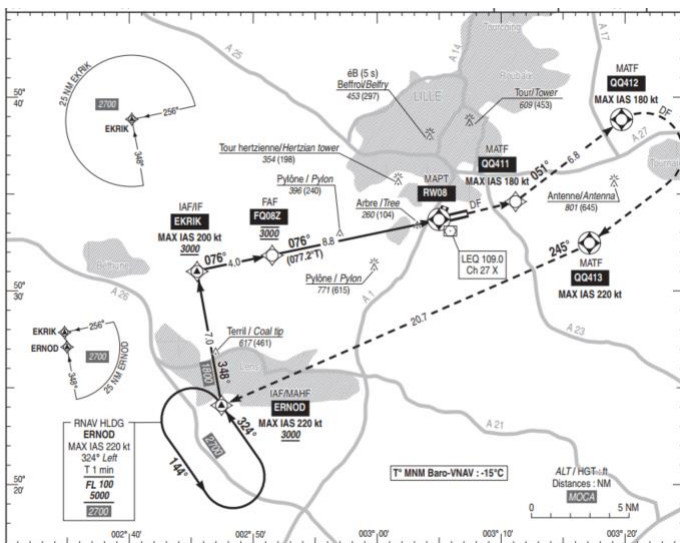 25 NM EKRIK
2700
EKRIK
256°
348°
A 25
Tourcoing
A 14
Roubaix
A 17
LILLE
éB (5 s)
Beffroi/Belfry
453 (297)
Tour/Tower
609 (453)
MATF
QQ412
MAX IAS 180 kt
DF
A 27
Tournai
50°
40'
Tour hertzienne/Hertzian tower
354 (198)
Pylône / Pylon
396 (240)
MAPT
RW08
Arbre / Tree
260 (104)
MATF
QQ411
MAX IAS 180 kt
051°
6.8
DF
Antenne/Antenna
801 (645)
IAF/IF
EKRIK
MAX IAS 200 kt
3000
FAF
FQ08Z
3000
076°
4.0
076°
(077.2°T)
8.8
LEQ 109.0
Ch 27 X
245°
MATF
QQ413
MAX IAS 220 kt
Béthune
50°
30'
A 26
Pylône / Pylon
771 (615)
A 1
20.7
A 23
EKRIK
ERNOD
256°
348°
2700
25 NM ERNOD
7.0
1800
348°
Terril / Coal tip
617 (461)
Lens
IAF/MAHF
ERNOD
MAX IAS 220 kt
3000
324°
2700
144°
A 21
RNAV HLDG
ERNOD
MAX IAS 220 kt
324° Left
T 1 min
FL 100
5000
2700
T° MNM Baro-VNAV : -15°C
ALT / HGT : ft
Distances : NM
MOCA
0
5 NM
50°
20'
002° 40'
002° 50'
003° 00'
003° 10'
003° 20'